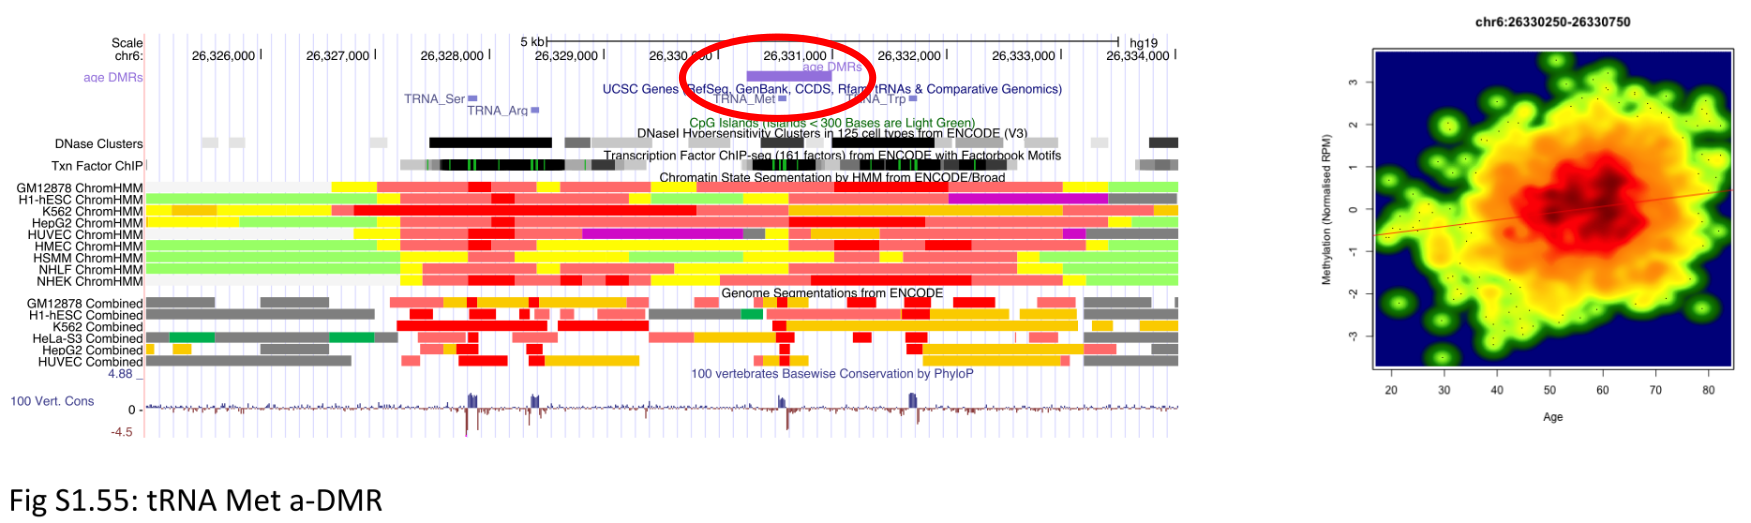 Scale
5 kb
hg19
chr6:
26,326,000
26,327,000
26,328,000
26,329,000
26,330,000
26,331,000
26,332,000
26,333,000
26,334,000
age DMRs
age DMRs
UCSC Genes (RefSeq, GenBank, CCDS, Rfam, tRNAs & Comparative Genomics)
TRNA_Ser
TRNA_Met
TRNA_Trp
TRNA_Arg
CpG Islands (Islands < 300 Bases are Light Green)
DNaseI Hypersensitivity Clusters in 125 cell types from ENCODE (V3)
DNase Clusters
Transcription Factor ChIP-seq (161 factors) from ENCODE with Factorbook Motifs
Txn Factor ChIP
Chromatin State Segmentation by HMM from ENCODE/Broad
GM12878 ChromHMM
H1-hESC ChromHMM
K562 ChromHMM
HepG2 ChromHMM
HUVEC ChromHMM
HMEC ChromHMM
HSMM ChromHMM
NHLF ChromHMM
NHEK ChromHMM
Genome Segmentations from ENCODE
GM12878 Combined
H1-hESC Combined
K562 Combined
HeLa-S3 Combined
HepG2 Combined
HUVEC Combined
100 vertebrates Basewise Conservation by PhyloP
4.88 _
100 Vert. Cons
0 -
-4.5
chr6:26330250-26330750
Methylation (Normalised RPM)
3
2
1
0
-1
-2
-3
20
30
40
50
60
70
80
Age
Fig S1.55: tRNA Met a-DMR